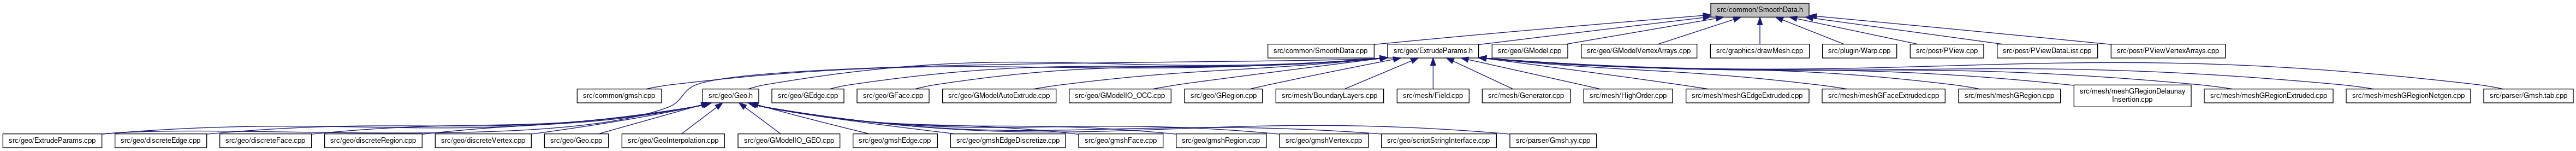 src/common/SmoothData.h
src/common/SmoothData.cpp
src/geo/ExtrudeParams.h
src/geo/GModel.cpp
src/geo/GModelVertexArrays.cpp
src/graphics/drawMesh.cpp
src/plugin/Warp.cpp
src/post/PView.cpp
src/post/PViewDataList.cpp
src/post/PViewVertexArrays.cpp
src/common/gmsh.cpp
src/geo/Geo.h
src/geo/GEdge.cpp
src/geo/GFace.cpp
src/geo/GModelAutoExtrude.cpp
src/geo/GModelIO_OCC.cpp
src/geo/GRegion.cpp
src/mesh/BoundaryLayers.cpp
src/mesh/Field.cpp
src/mesh/Generator.cpp
src/mesh/HighOrder.cpp
src/mesh/meshGEdgeExtruded.cpp
src/mesh/meshGFaceExtruded.cpp
src/mesh/meshGRegion.cpp
src/mesh/meshGRegionDelaunay
Insertion.cpp
src/mesh/meshGRegionExtruded.cpp
src/mesh/meshGRegionNetgen.cpp
src/parser/Gmsh.tab.cpp
src/geo/ExtrudeParams.cpp
src/geo/discreteEdge.cpp
src/geo/discreteFace.cpp
src/geo/discreteRegion.cpp
src/geo/discreteVertex.cpp
src/geo/Geo.cpp
src/geo/GeoInterpolation.cpp
src/geo/GModelIO_GEO.cpp
src/geo/gmshEdge.cpp
src/geo/gmshEdgeDiscretize.cpp
src/geo/gmshFace.cpp
src/geo/gmshRegion.cpp
src/geo/gmshVertex.cpp
src/geo/scriptStringInterface.cpp
src/parser/Gmsh.yy.cpp